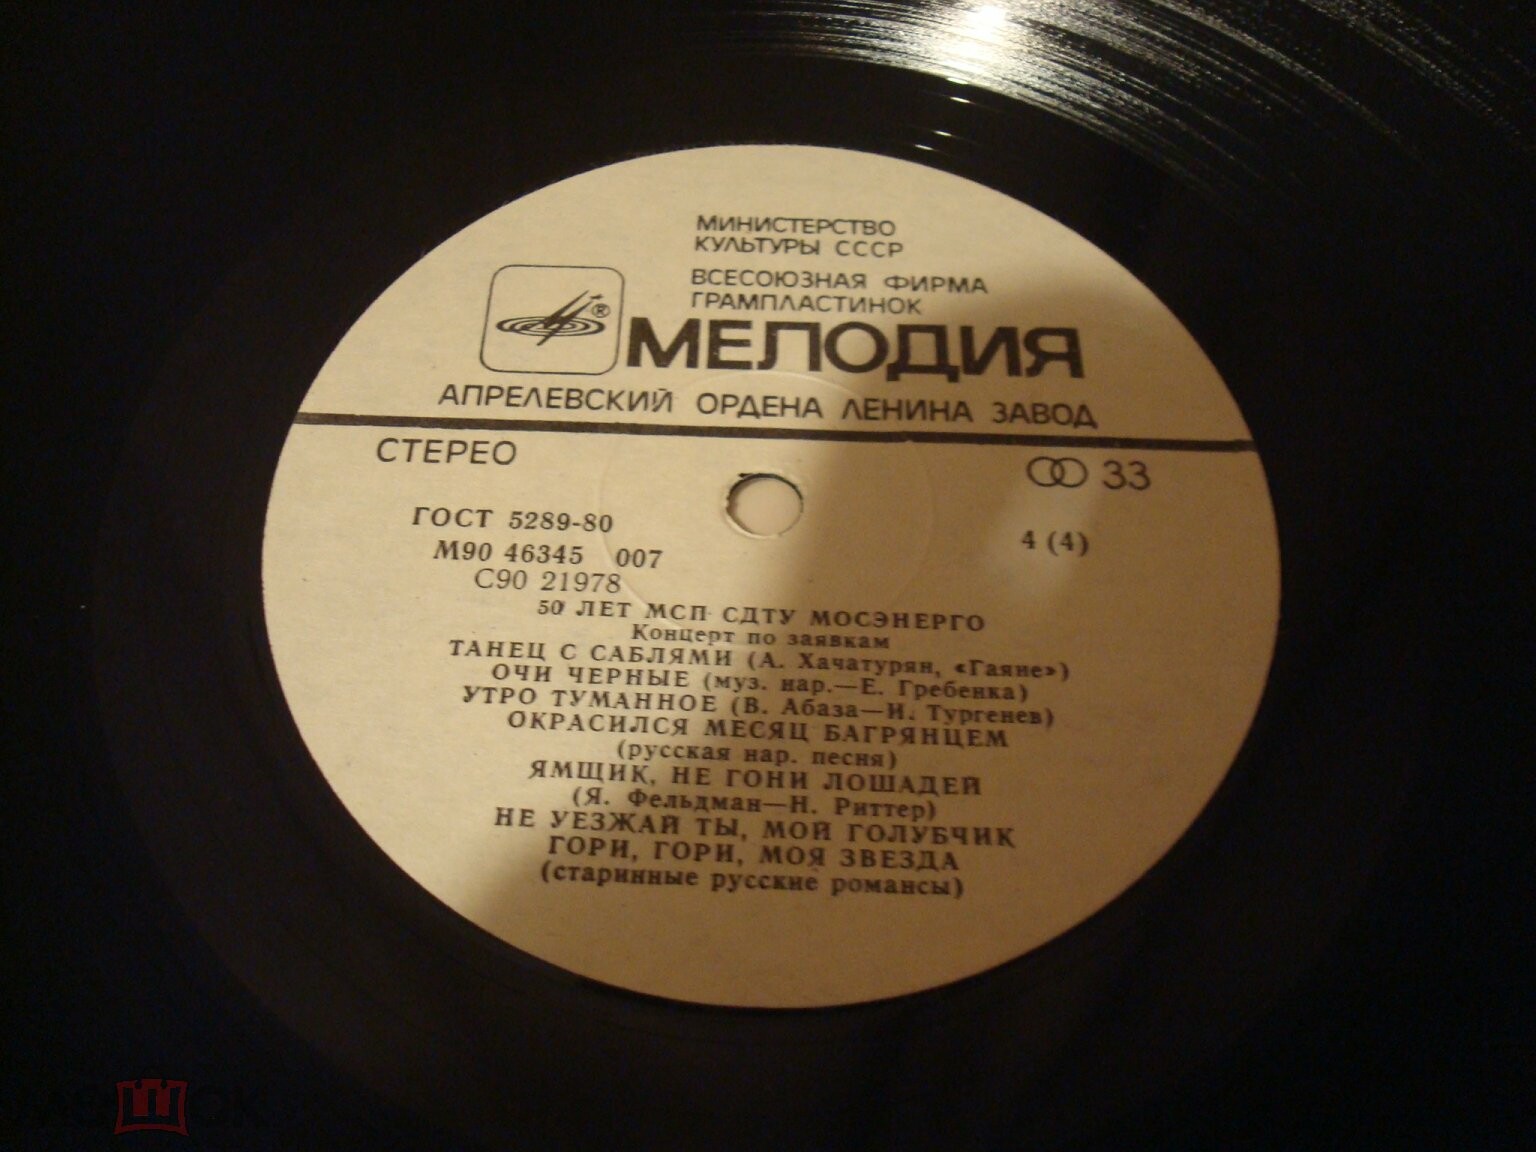 МИНИСТЕРСТВО
КУЛЬТУРЫ СССР
ВСЕСОЮЗНАЯ ФИРМА
ГРАМПЛАСТИНОК
®
МЕЛОДИЯ
АПРЕЛЕВСКИЙ ОРДЕНА ЛЕНИНА ЗАВОД
СТЕРЕО
33
ГОСТ 5289-80
4 (4)
М90 46345 007
С90 21978
50 ЛЕТ МСП СДТУ МОСЭНЕРГО
Концерт по заявкам
ТАНЕЦ С САБЛЯМИ (А. Хачатурян, «Гаяне»)
ОЧИ ЧЕРНЫЕ (муз. нар.—Е. Гребенка)
УТРО ТУМАННОЕ (В. Абаза—И. Тургенев)
ОКРАСИЛСЯ МЕСЯЦ БАГРЯНЦЕМ
(русская нар. песня)
ЯМЩИК, НЕ ГОНИ ЛОШАДЕЙ
(Я. Фельдман—Н. Риттер)
НЕ УЕЗЖАЙ ТЫ, МОЙ ГОЛУБЧИК
ГОРИ, ГОРИ, МОЯ ЗВЕЗДА
(старинные русские романсы)